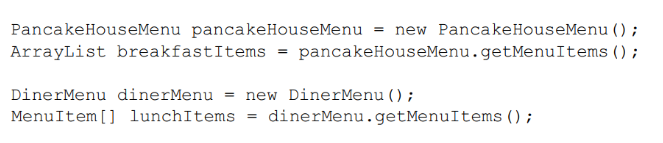 PancakeHouseMenu pancakeHouseMenu = new PancakeHouseMenu();
ArrayList breakfastItems = pancakeHouseMenu.getMenuItems();
DinerMenu dinerMenu = new DinerMenu();
MenuItem[] lunchItems = dinerMenu.getMenuItems();